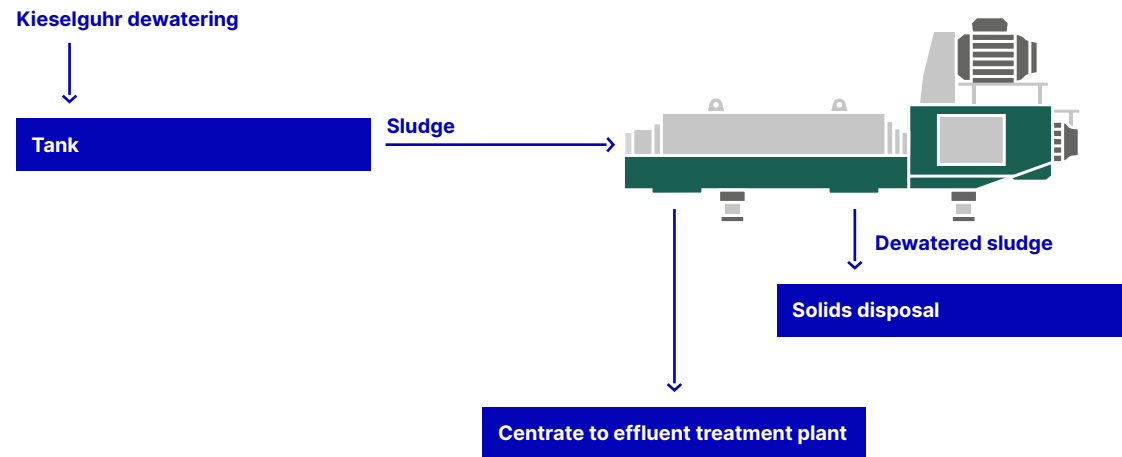 Kieselguhr dewatering
Tank
Sludge
Dewatered sludge
Solids disposal
Centrate to effluent treatment plant